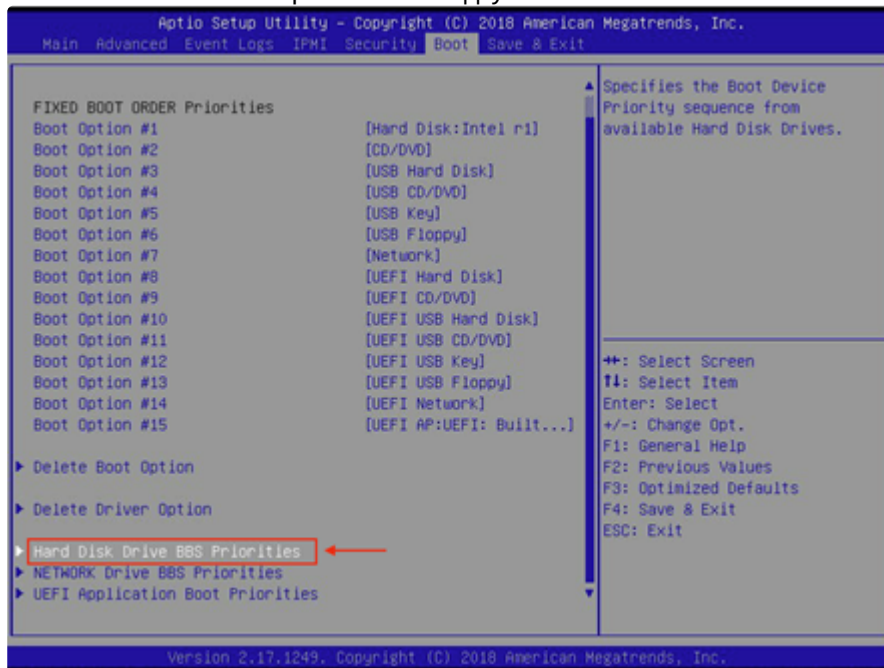 Aptio Setup Utility - Copyright (C) 2018 American Megatrends, Inc.
Main Advanced Event Logs IPMI Security Boot Save & Exit
FIXED BOOT ORDER Priorities
Boot Option #1 [Hard Disk:Intel r1]
Boot Option #2 [CD/DVD]
Boot Option #3 [USB Hard Disk]
Boot Option #4 [USB CD/DVD]
Boot Option #5 [USB Key]
Boot Option #6 [USB Floppy]
Boot Option #7 [Network]
Boot Option #8 [UEFI Hard Disk]
Boot Option #9 [UEFI CD/DVD]
Boot Option #10 [UEFI USB Hard Disk]
Boot Option #11 [UEFI USB CD/DVD]
Boot Option #12 [UEFI USB Key]
Boot Option #13 [UEFI USB Floppy]
Boot Option #14 [UEFI Network]
Boot Option #15 [UEFI AP:UEFI: Built...]
Delete Boot Option
Delete Driver Option
Hard Disk Drive BBS Priorities
NETWORK Drive BBS Priorities
UEFI Application Boot Priorities
Specifies the Boot Device
Priority sequence from
available Hard Disk Drives.
→←: Select Screen
↑↓: Select Item
Enter: Select
+/-: Change Opt.
F1: General Help
F2: Previous Values
F3: Optimized Defaults
F4: Save & Exit
ESC: Exit
Version 2.17.1249. Copyright (C) 2018 American Megatrends, Inc.